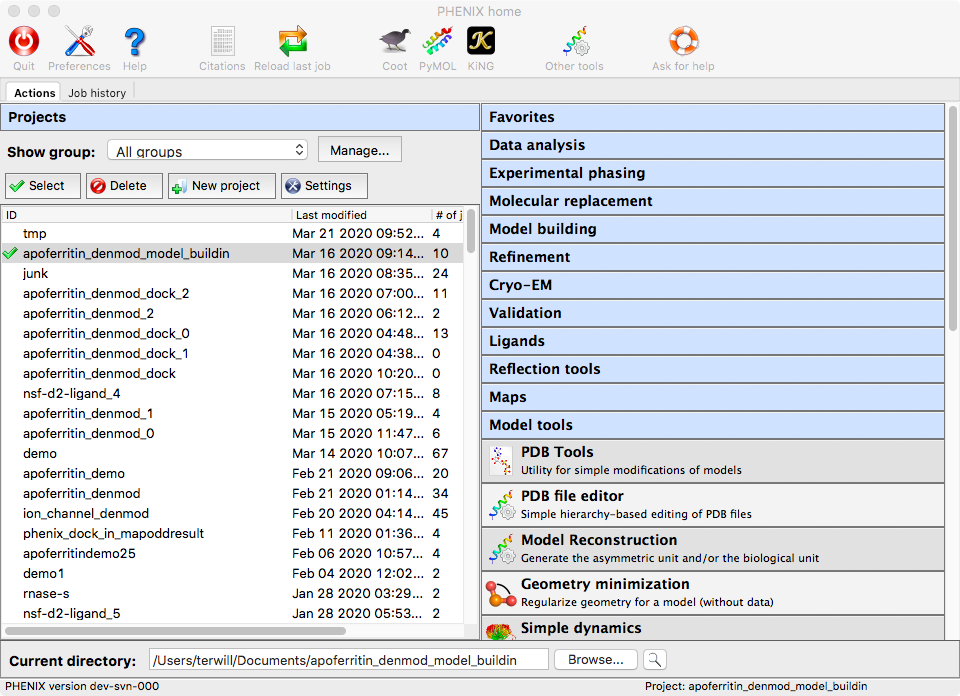 PHENIX home
Quit Preferences Help Citations Reload last job Coot PyMOL KiNG Other tools Ask for help
Actions Job history
Projects
Show group: All groups Manage...
Select Delete New project Settings
ID Last modified # of j
tmp Mar 21 2020 09:52... 4
apoferritin_denmod_model_buildin Mar 16 2020 09:14... 10
junk Mar 16 2020 08:35... 24
apoferritin_denmod_dock_2 Mar 16 2020 07:00... 11
apoferritin_denmod_2 Mar 16 2020 06:12... 2
apoferritin_denmod_dock_0 Mar 16 2020 04:48... 13
apoferritin_denmod_dock_1 Mar 16 2020 04:38... 0
apoferritin_denmod_dock Mar 16 2020 10:20... 0
nsf-d2-ligand_4 Mar 16 2020 07:15... 8
apoferritin_denmod_1 Mar 15 2020 05:19... 4
apoferritin_denmod_0 Mar 15 2020 11:47... 6
demo Mar 14 2020 10:07... 67
apoferritin_demo Feb 21 2020 09:06... 20
apoferritin_denmod Feb 21 2020 01:14... 34
ion_channel_denmod Feb 20 2020 04:14... 45
phenix_dock_in_mapoddresult Feb 11 2020 01:36... 4
apoferritindemo25 Feb 06 2020 10:57... 4
demo1 Feb 04 2020 12:02... 2
rnase-s Jan 28 2020 03:29... 2
nsf-d2-ligand_5 Jan 28 2020 05:53... 2
Favorites
Data analysis
Experimental phasing
Molecular replacement
Model building
Refinement
Cryo-EM
Validation
Ligands
Reflection tools
Maps
Model tools
PDB Tools
Utility for simple modifications of models
PDB file editor
Simple hierarchy-based editing of PDB files
Model Reconstruction
Generate the asymmetric unit and/or the biological unit
Geometry minimization
Regularize geometry for a model (without data)
Simple dynamics
Current directory: /Users/terwill/Documents/apoferritin_denmod_model_buildin Browse...
PHENIX version dev-svn-000 Project: apoferritin_denmod_model_buildin